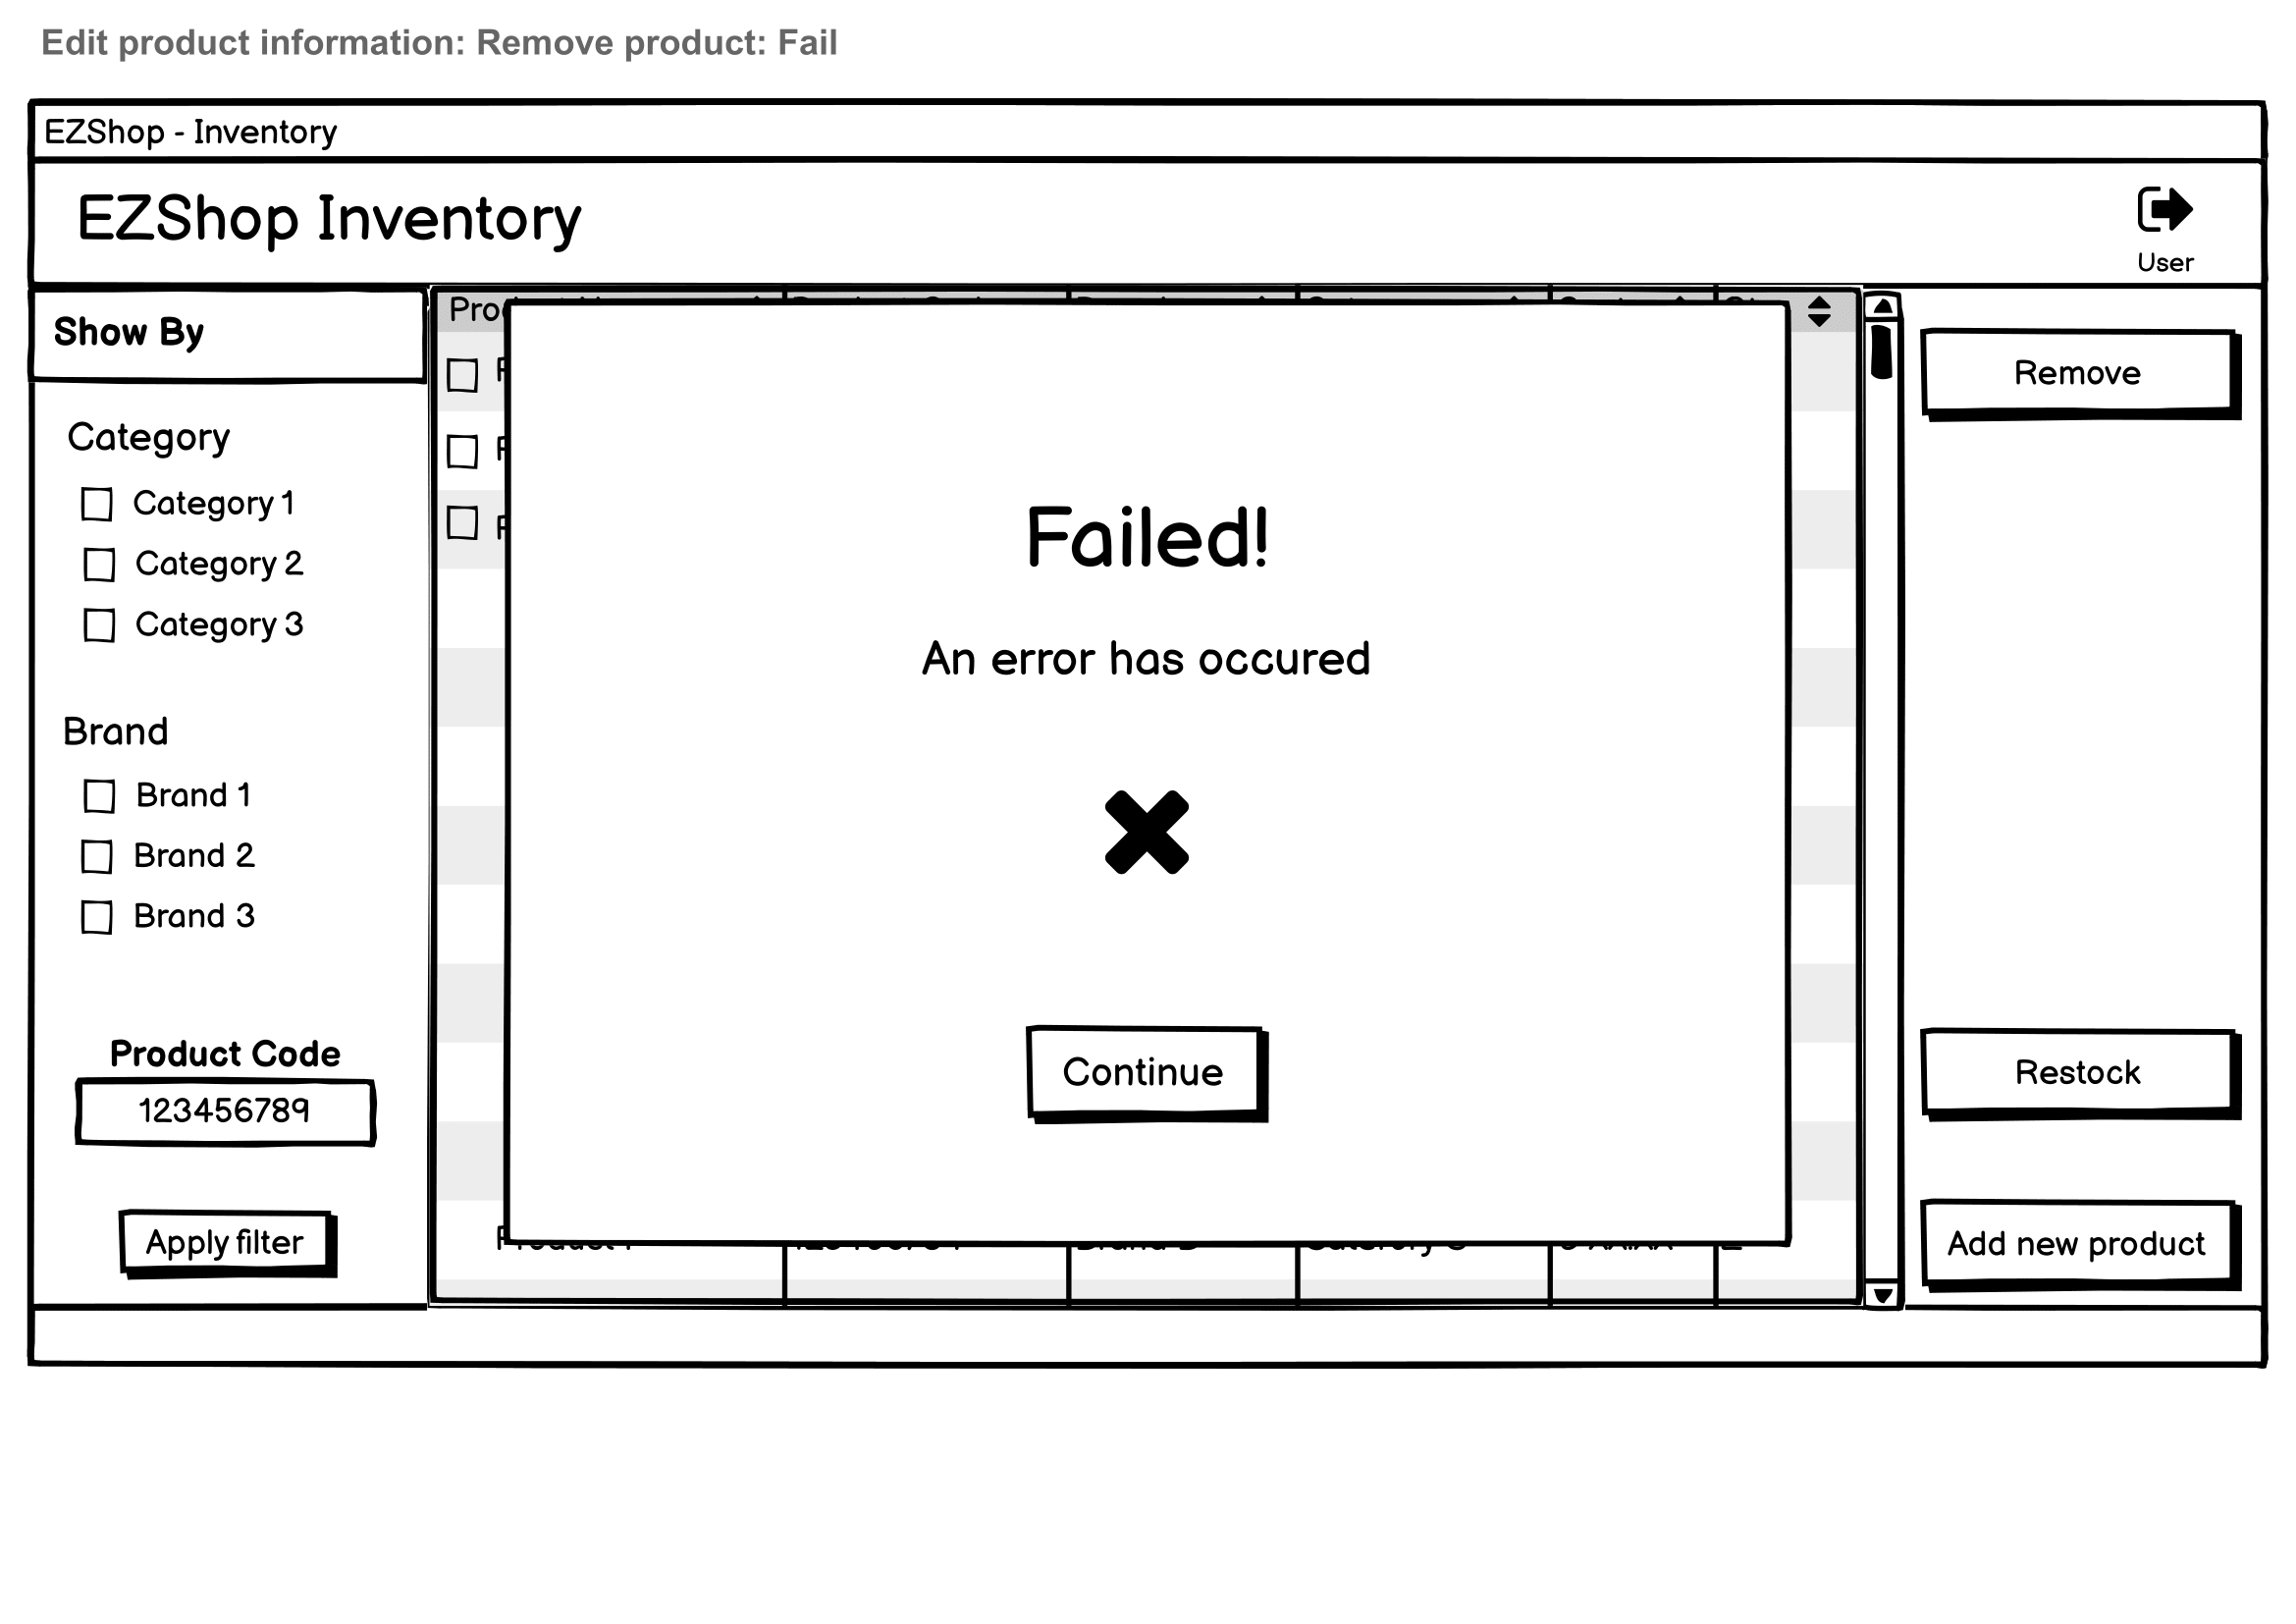 Edit product information: Remove product: Fail
EZShop - Inventory
EZShop Inventory
User
Show By
Category
Category 1
Category 2
Category 3
Brand
Brand 1
Brand 2
Brand 3
Product Code
123456789
Apply filter
Failed!
An error has occured
Continue
Remove
Restock
Add new product